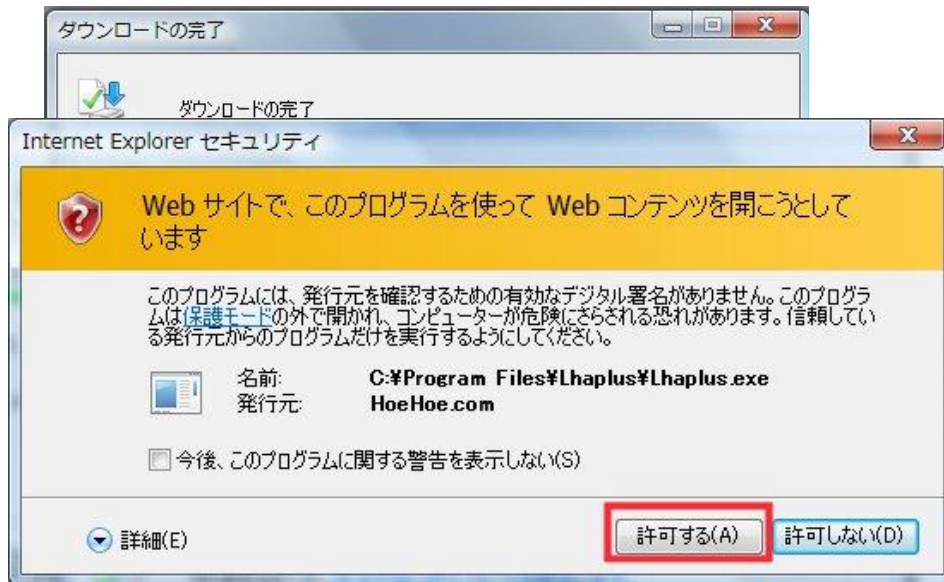 ダウンロードの完了
ダウンロードの完了
Internet Explorer セキュリティ
Web サイトで、このプログラムを使って Web コンテンツを開こうとして
います
このプログラムには、発行元を確認するための有効なデジタル署名がありません。このプログラ
ムは保護モードの外で開かれ、コンピューターが危険にさらされる恐れがあります。信頼してい
る発行元からのプログラムだけを実行するようにしてください。
名前: C:¥Program Files¥Lhaplus¥Lhaplus.exe
発行元: HoeHoe.com
今後、このプログラムに関する警告を表示しない(S)
詳細(E) 許可する(A) 許可しない(D)